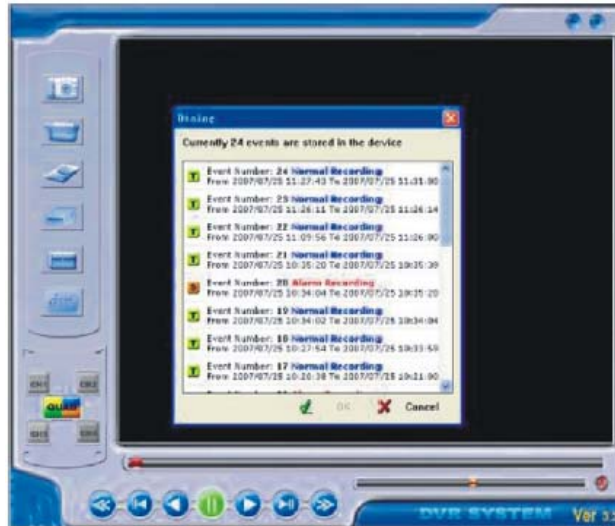 Currently 24 events are stored in the device
Event Number: 24 Normal Recording
From 2007/07/25 11:27:43 To 2007/07/25 11:31:00
Event Number: 23 Normal Recording
From 2007/07/25 11:26:11 To 2007/07/25 11:26:14
Event Number: 22 Normal Recording
From 2007/07/25 11:09:56 To 2007/07/25 11:26:00
Event Number: 21 Normal Recording
From 2007/07/25 10:35:20 To 2007/07/25 10:35:39
Event Number: 20 Alarm Recording
From 2007/07/25 10:34:04 To 2007/07/25 10:35:20
Event Number: 19 Normal Recording
From 2007/07/25 10:34:02 To 2007/07/25 10:34:04
Event Number: 18 Normal Recording
From 2007/07/25 10:27:54 To 2007/07/25 10:33:59
Event Number: 17 Normal Recording
From 2007/07/25 10:20:38 To 2007/07/25 10:21:00
OK Cancel
CH1 CH2
QUAD
CH3 CH4
DVR SYSTEM Ver